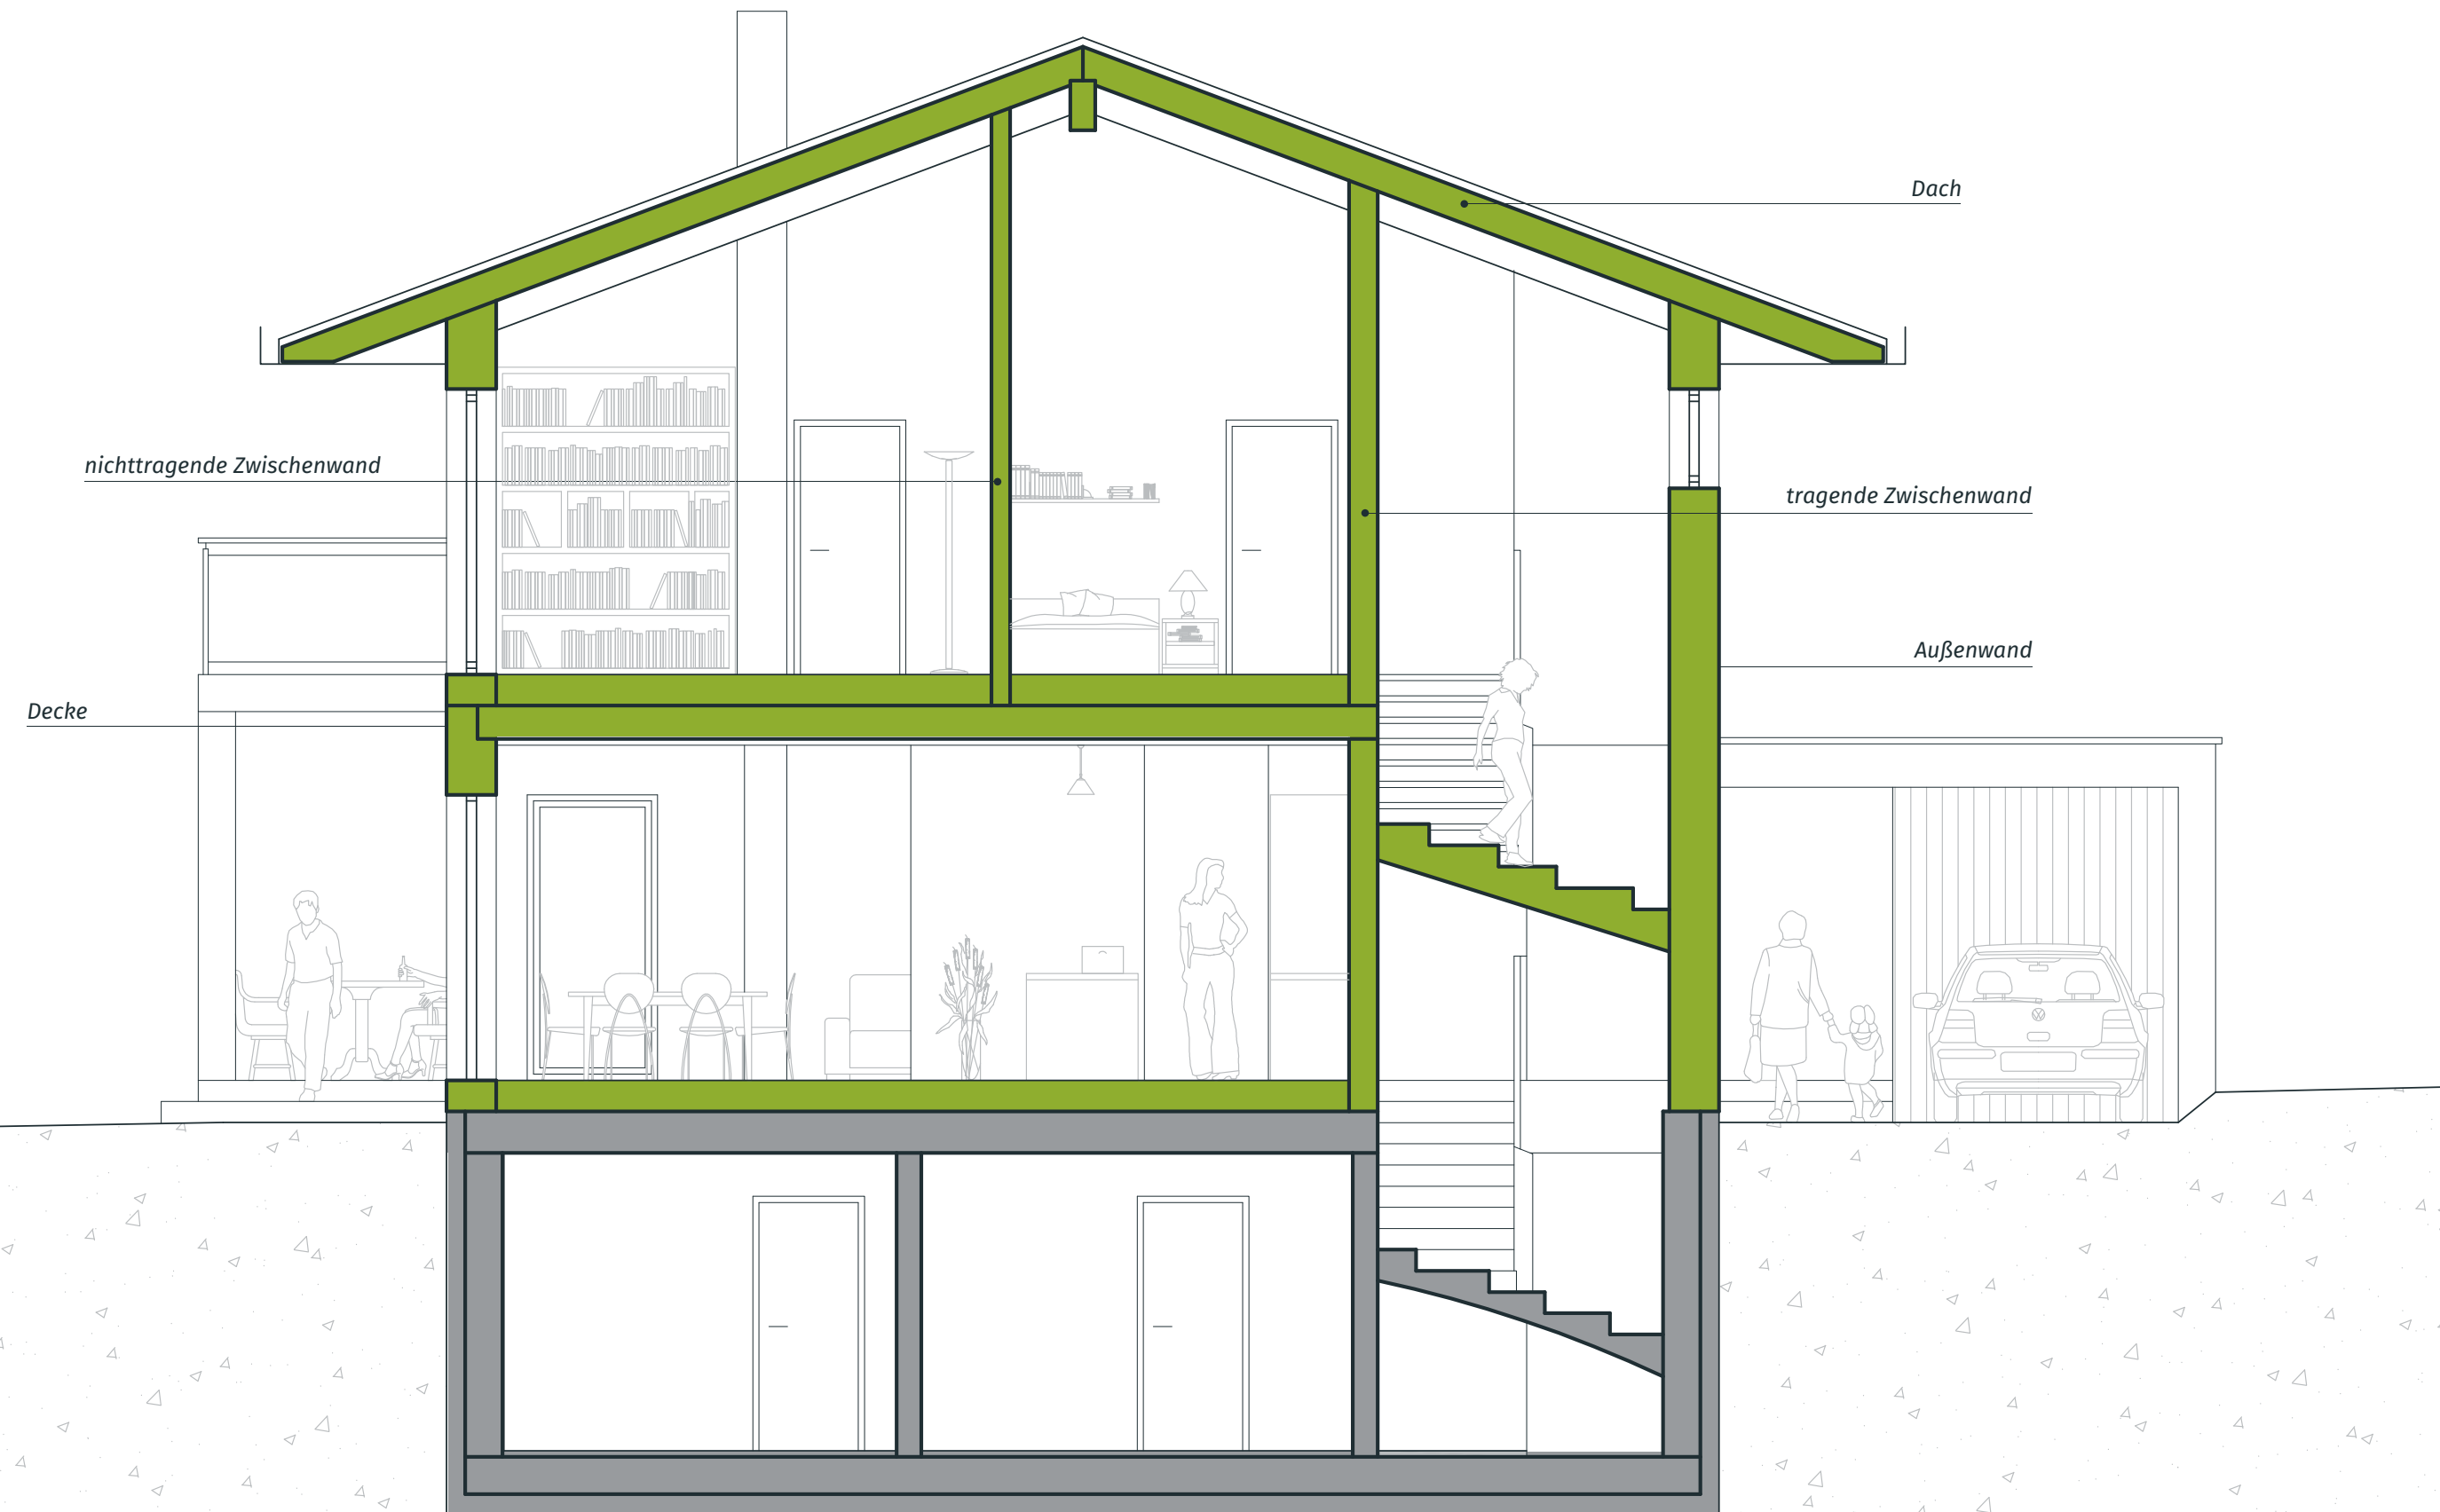 Dach
nichttragende Zwischenwand
tragende Zwischenwand
Außenwand
Decke